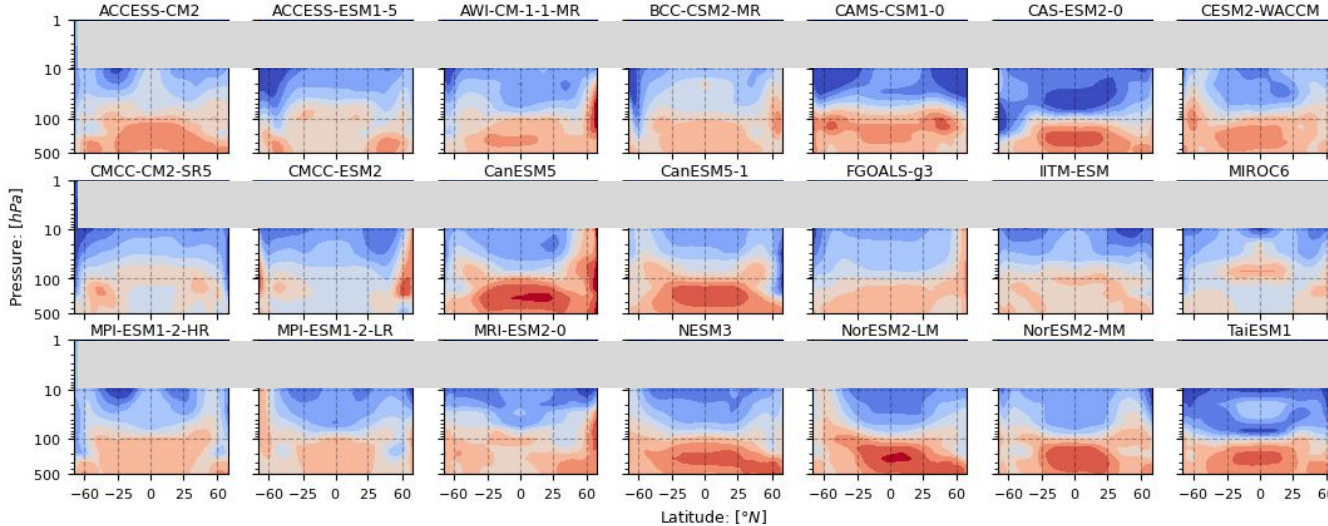 ACCESS-CM2 ACCESS-ESM1-5 AWI-CM-1-1-MR BCC-CSM2-MR CAMS-CSM1-0 CAS-ESM2-0 CESM2-WACCM
1
10
100
500
CMCC-CM2-SR5 CMCC-ESM2 CanESM5 CanESM5-1 FGOALS-g3 IITM-ESM MIROC6
1
10
100
500
Pressure: [hPa]
MPI-ESM1-2-HR MPI-ESM1-2-LR MRI-ESM2-0 NESM3 NorESM2-LM NorESM2-MM TaiESM1
1
10
100
500
−60 −25 0 25 60 −60 −25 0 25 60 −60 −25 0 25 60 −60 −25 0 25 60 −60 −25 0 25 60 −60 −25 0 25 60 −60 −25 0 25 60
Latitude: [°N]